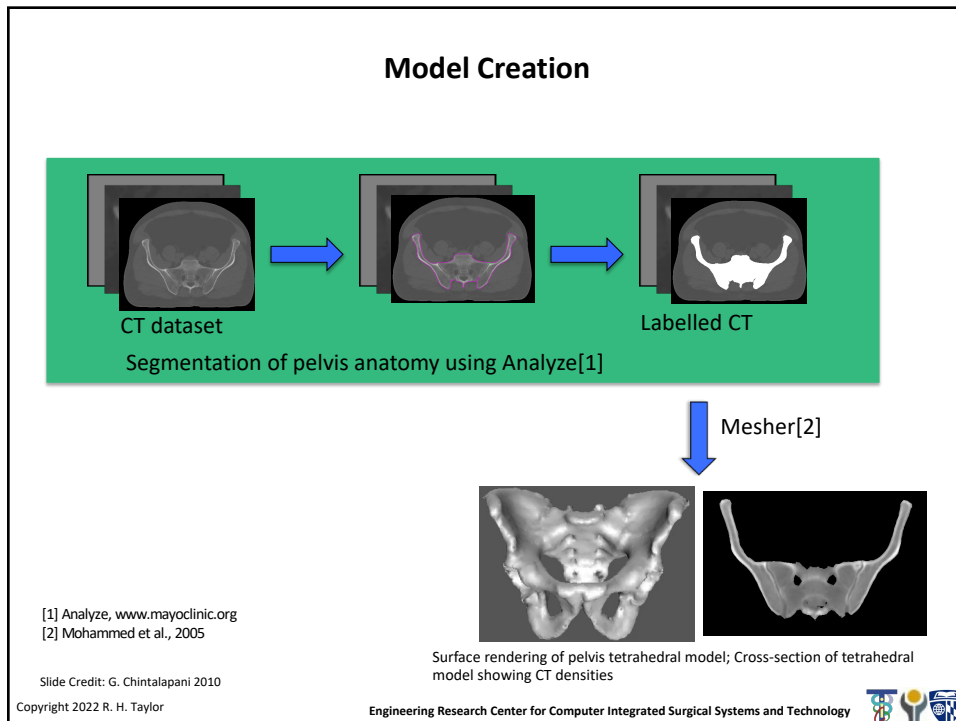 Model Creation
CT dataset
Labelled CT
Segmentation of pelvis anatomy using Analyze[1]
Mesher[2]
[1] Analyze, www.mayoclinic.org
[2] Mohammed et al., 2005
Surface rendering of pelvis tetrahedral model; Cross-section of tetrahedral
model showing CT densities
Slide Credit: G. Chintalapani 2010
Copyright 2022 R. H. Taylor
Engineering Research Center for Computer Integrated Surgical Systems and Technology